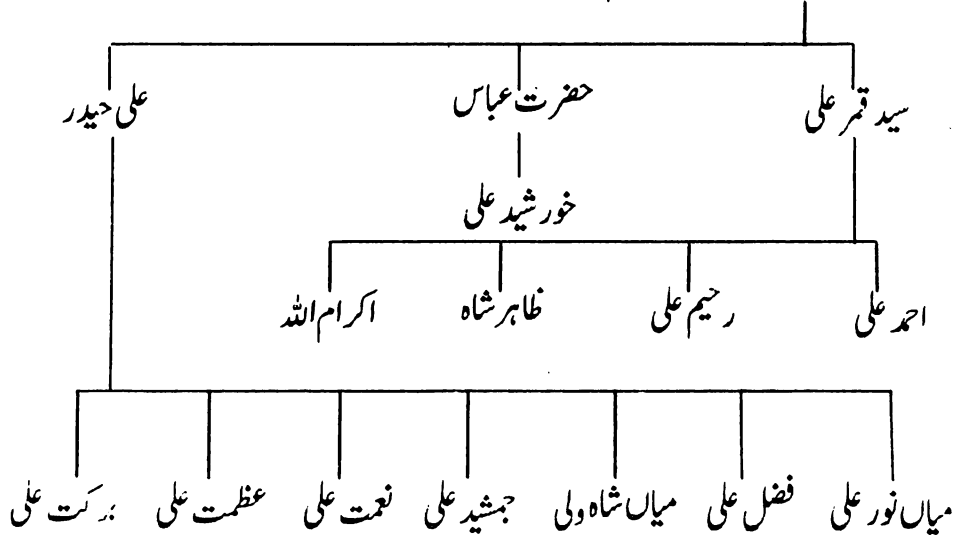 سید قمر علی حضرت عباس علی حیدر
خورشید علی
احمد علی رحیم علی ظاہر شاہ اکرام اللہ
میاں نور علی فضل علی میاں شاہ ولی جمشید علی نعمت علی عظمت علی برکت علی